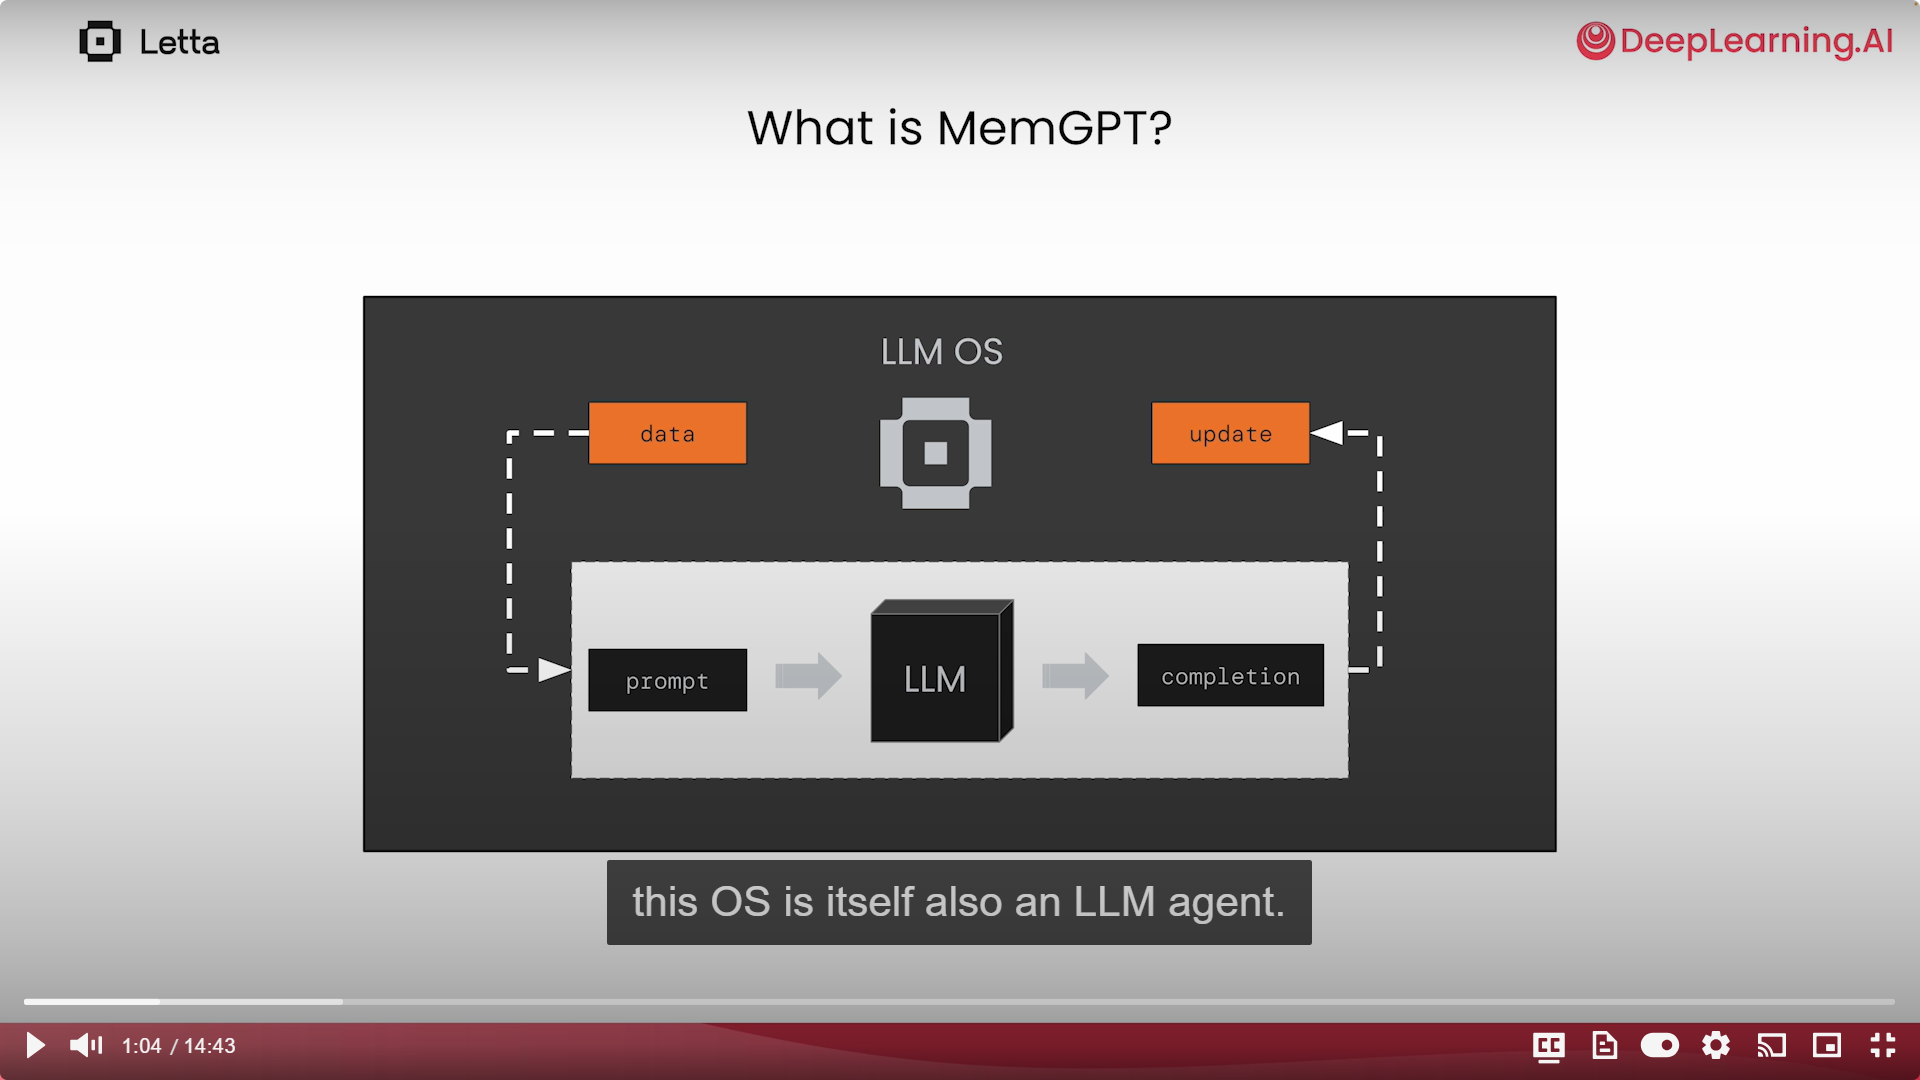 Letta
DeepLearning.AI
What is MemGPT?
LLM OS
data
update
prompt
LLM
completion
this OS is itself also an LLM agent.
1:04 / 14:43
CC